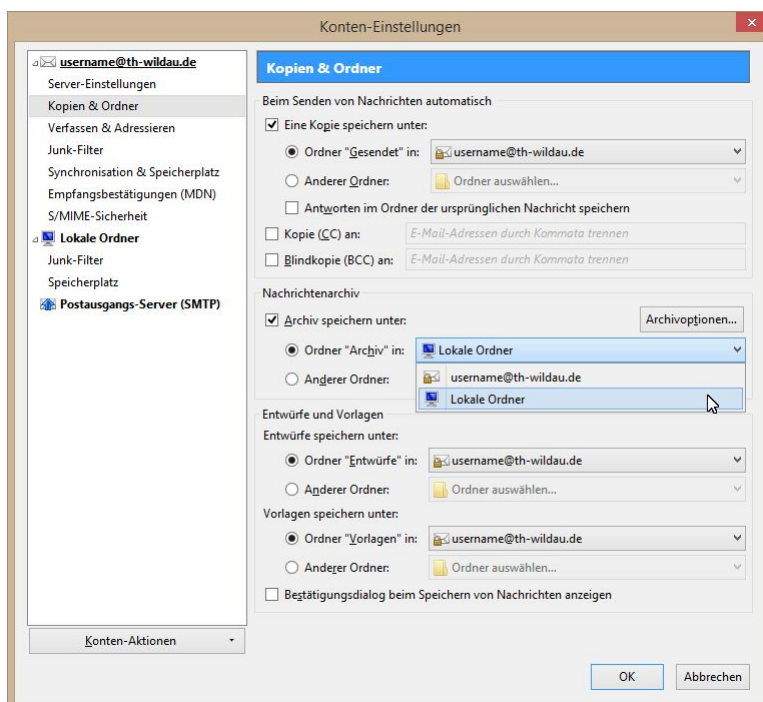 Konten-Einstellungen
username@th-wildau.de
Server-Einstellungen
Kopien & Ordner
Verfassen & Adressieren
Junk-Filter
Synchronisation & Speicherplatz
Empfangsbestätigungen (MDN)
S/MIME-Sicherheit
Lokale Ordner
Junk-Filter
Speicherplatz
Postausgangs-Server (SMTP)
Konten-Aktionen
Kopien & Ordner
Beim Senden von Nachrichten automatisch
Eine Kopie speichern unter:
Ordner "Gesendet" in: username@th-wildau.de
Anderer Ordner: Ordner auswählen...
Antworten im Ordner der ursprünglichen Nachricht speichern
Kopie (CC) an: E-Mail-Adressen durch Kommata trennen
Blindkopie (BCC) an: E-Mail-Adressen durch Kommata trennen
Nachrichtenarchiv
Archiv speichern unter: Archivoptionen...
Ordner "Archiv" in: Lokale Ordner
Anderer Ordner: username@th-wildau.de
Lokale Ordner
Entwürfe und Vorlagen
Entwürfe speichern unter:
Ordner "Entwürfe" in: username@th-wildau.de
Anderer Ordner: Ordner auswählen...
Vorlagen speichern unter:
Ordner "Vorlagen" in: username@th-wildau.de
Anderer Ordner: Ordner auswählen...
Bestätigungsdialog beim Speichern von Nachrichten anzeigen
OK Abbrechen